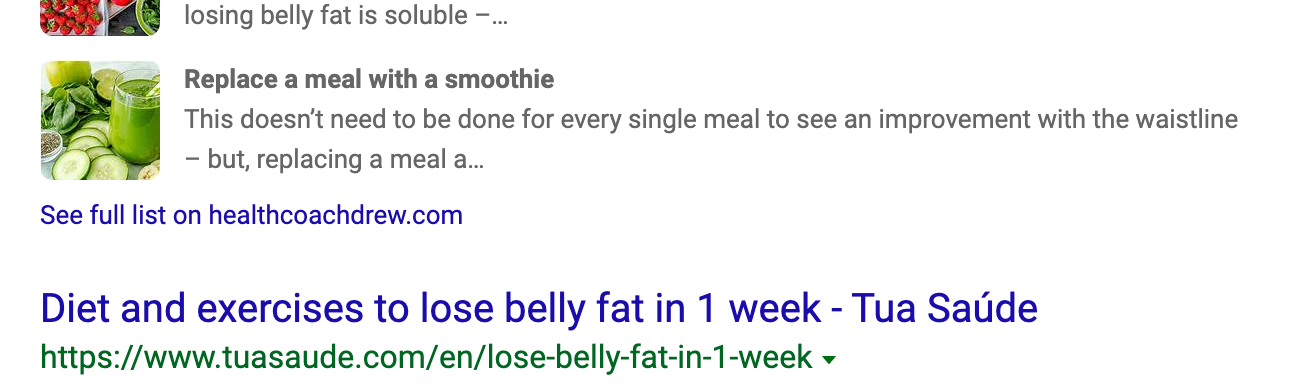 losing belly fat is soluble –...
Replace a meal with a smoothie
This doesn’t need to be done for every single meal to see an improvement with the waistline
– but, replacing a meal a...
See full list on healthcoachdrew.com
Diet and exercises to lose belly fat in 1 week - Tua Saúde
https://www.tuasaude.com/en/lose-belly-fat-in-1-week